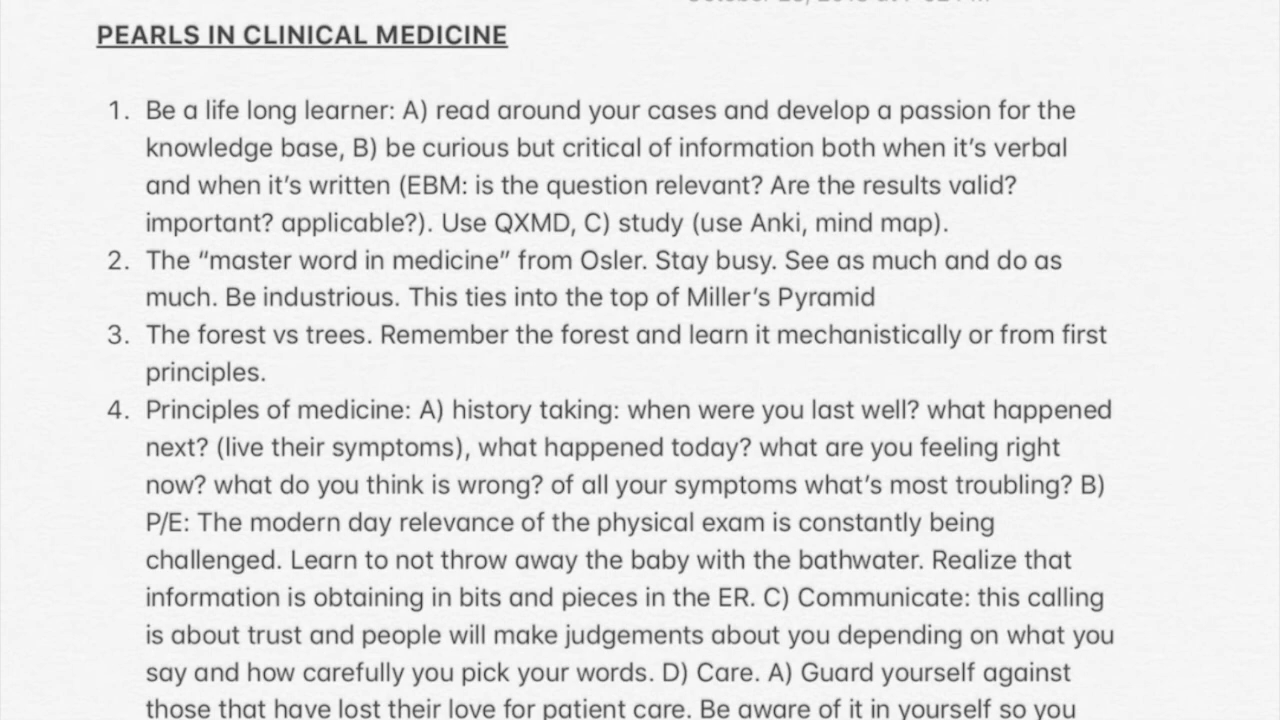 PEARLS IN CLINICAL MEDICINE
1. Be a life long learner: A) read around your cases and develop a passion for the
knowledge base, B) be curious but critical of information both when it's verbal
and when it's written (EBM: is the question relevant? Are the results valid?
important? applicable?). Use QXMD, C) study (use Anki, mind map).
2. The “master word in medicine” from Osler. Stay busy. See as much and do as
much. Be industrious. This ties into the top of Miller's Pyramid
3. The forest vs trees. Remember the forest and learn it mechanistically or from first
principles.
4. Principles of medicine: A) history taking: when were you last well? what happened
next? (live their symptoms), what happened today? what are you feeling right
now? what do you think is wrong? of all your symptoms what's most troubling? B)
P/E: The modern day relevance of the physical exam is constantly being
challenged. Learn to not throw away the baby with the bathwater. Realize that
information is obtaining in bits and pieces in the ER. C) Communicate: this calling
is about trust and people will make judgements about you depending on what you
say and how carefully you pick your words. D) Care. A) Guard yourself against
those that have lost their love for patient care. Be aware of it in yourself so you